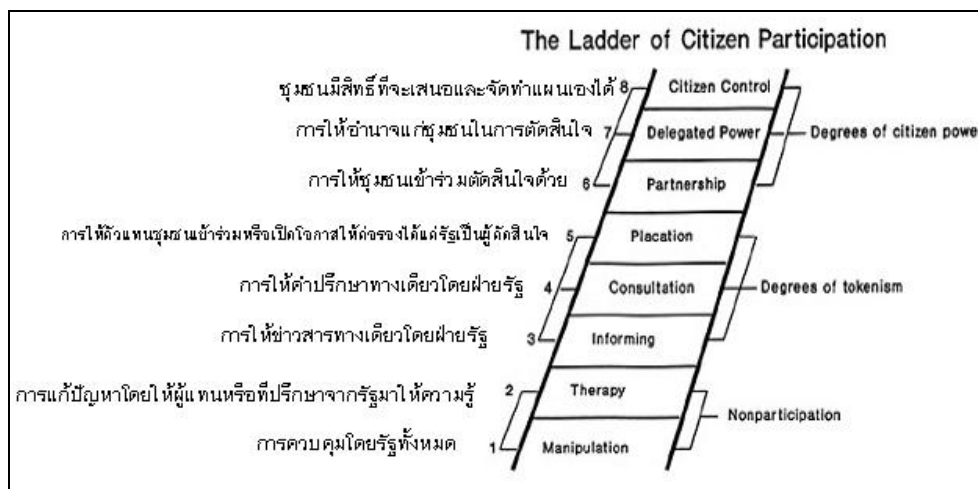 The Ladder of Citizen Participation
ชุมชนมีสิทธิ์ที่จะเสนอและจัดทำแผนเองได้ 8 Citizen Control
การให้อำนาจแก่ชุมชนในการตัดสินใจ 7 Delegated Power Degrees of citizen powe
การให้ชุมชนเข้าร่วมตัดสินใจด้วย 6 Partnership
การให้ตัวแทนชุมชนเข้าร่วมหรือเปิดโอกาสให้ต่อรองได้แต่รัฐเป็นผู้ตัดสินใจ 5 Placation
การให้คำปรึกษาทางเดียวโดยฝ่ายรัฐ 4 Consultation Degrees of tokenism
การให้ข่าวสารทางเดียวโดยฝ่ายรัฐ 3 Informing
การแก้ปัญหาโดยให้ผู้แทนหรือที่ปรึกษาจากรัฐมาให้ความรู้ 2 Therapy Nonparticipation
การควบคุมโดยรัฐทั้งหมด 1 Manipulation